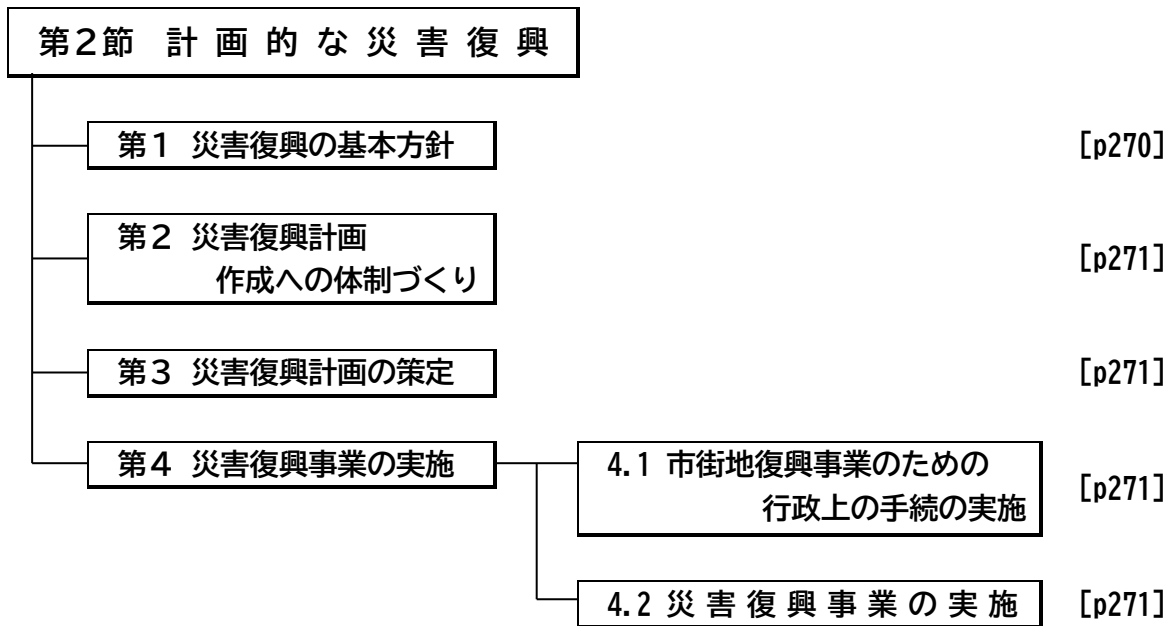 第2節 計画的な災害復興
第1 災害復興の基本方針 [p270]
第2 災害復興計画
作成への体制づくり [p271]
第3 災害復興計画の策定 [p271]
第4 災害復興事業の実施
4.1 市街地復興事業のための
行政上の手続の実施 [p271]
4.2 災害復興事業の実施 [p271]